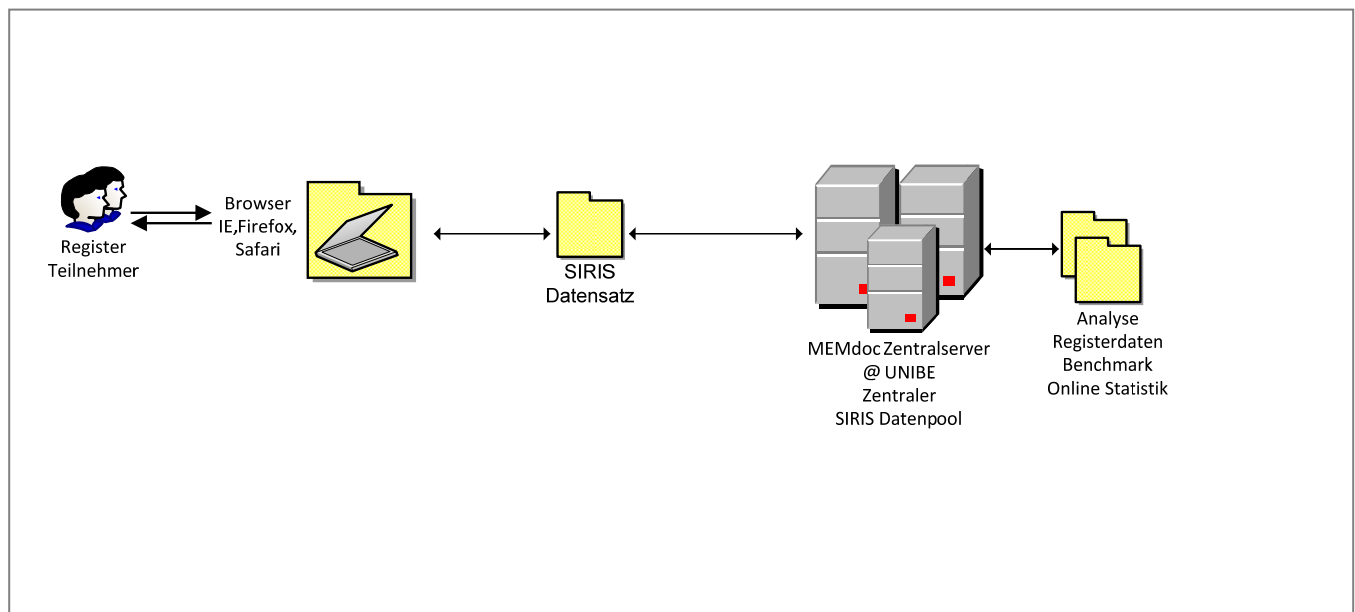 Register
Teilnehmer
Browser
IE,Firefox,
Safari
SIRIS
Datensatz
MEMdoc Zentralserver
@ UNIBE
Zentraler
SIRIS Datenpool
Analyse
Registerdaten
Benchmark
Online Statistik